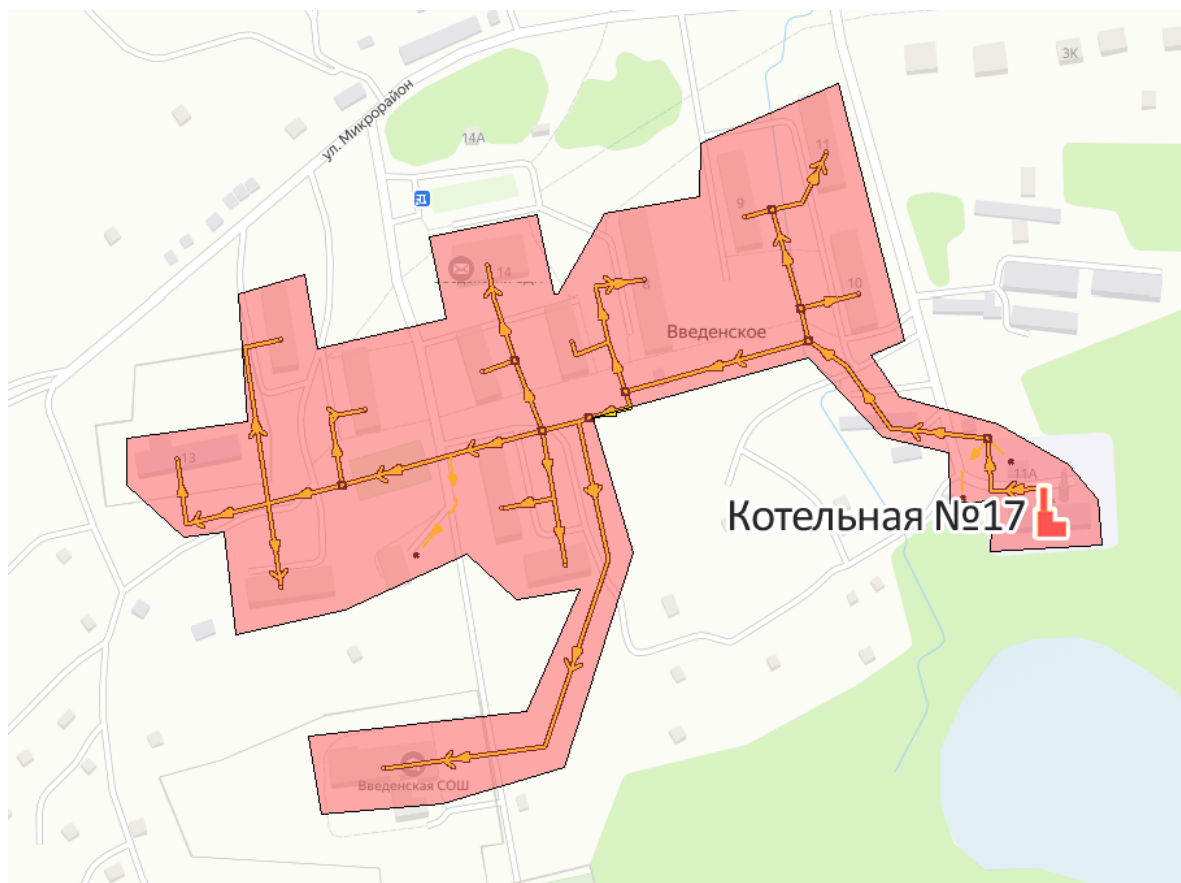 3К
ул. Микрорайон
14А
11
9
14
8
10
Введенское
13
11А
Котельная №17
Введенская СОШ